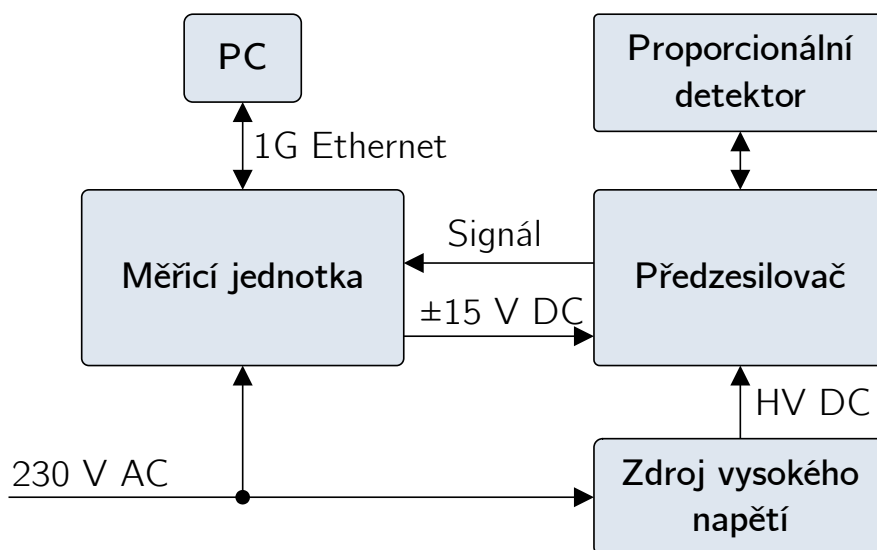 PC
Proporcionální
detektor
1G Ethernet
Signál
Měřicí jednotka
Předzesilovač
±15 V DC
HV DC
230 V AC
Zdroj vysokého
napětí